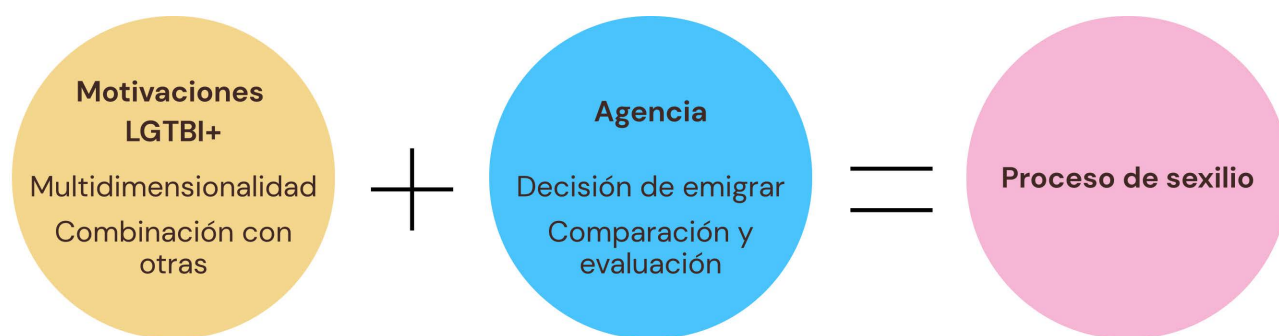 Motivaciones
LGTBI+
Multidimensionalidad
Combinación con
otras
+
Agencia
Decisión de emigrar
Comparación y
evaluación
=
Proceso de sexilio